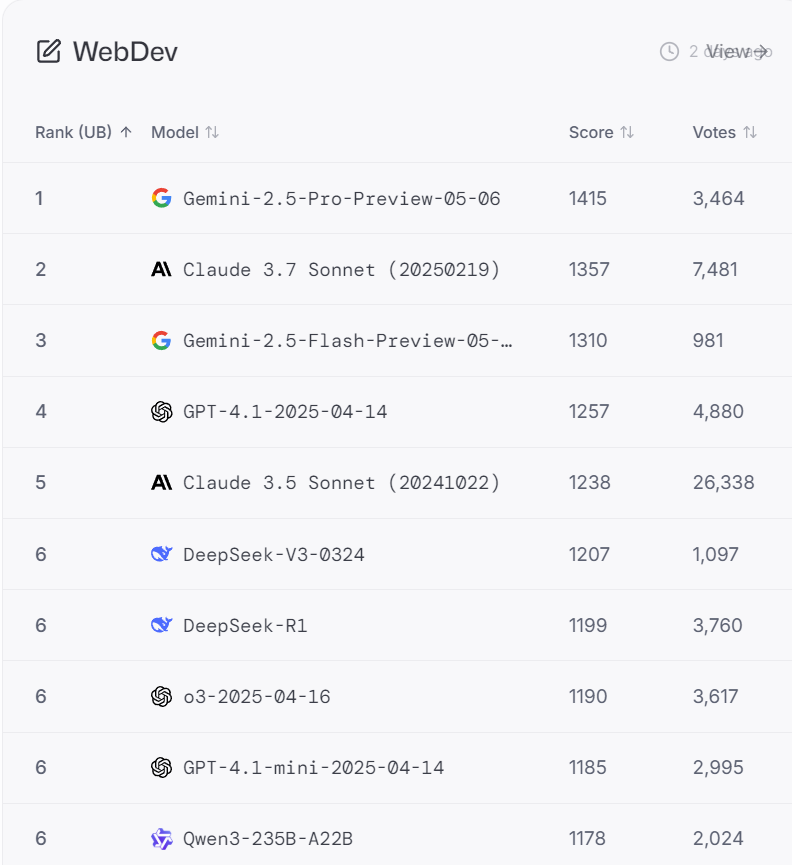 WebDev 2 days ago View →
Rank (UB) ↑ Model ↑↓ Score ↑↓ Votes ↑↓
1 Gemini-2.5-Pro-Preview-05-06 1415 3,464
2 Claude 3.7 Sonnet (20250219) 1357 7,481
3 Gemini-2.5-Flash-Preview-05-… 1310 981
4 GPT-4.1-2025-04-14 1257 4,880
5 Claude 3.5 Sonnet (20241022) 1238 26,338
6 DeepSeek-V3-0324 1207 1,097
6 DeepSeek-R1 1199 3,760
6 o3-2025-04-16 1190 3,617
6 GPT-4.1-mini-2025-04-14 1185 2,995
6 Qwen3-235B-A22B 1178 2,024